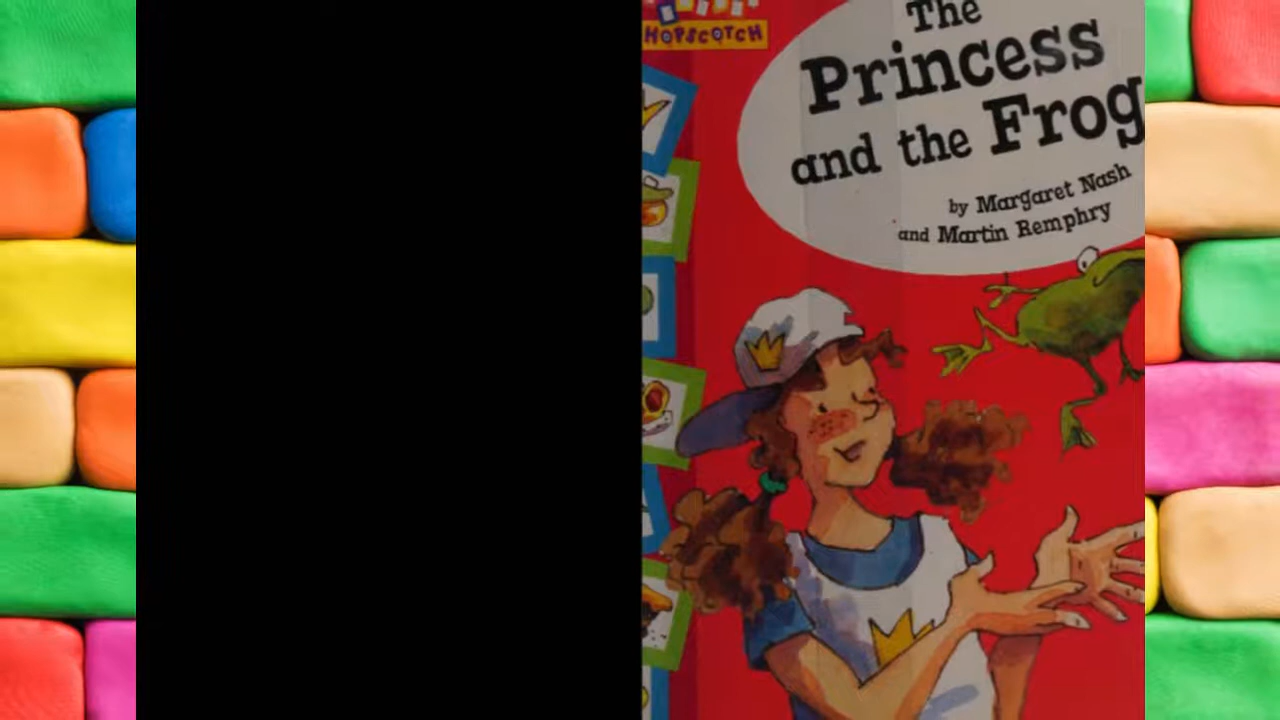 HOPSCOTCH
The
Princess
and the Frog
by Margaret Nash
and Martin Remphry